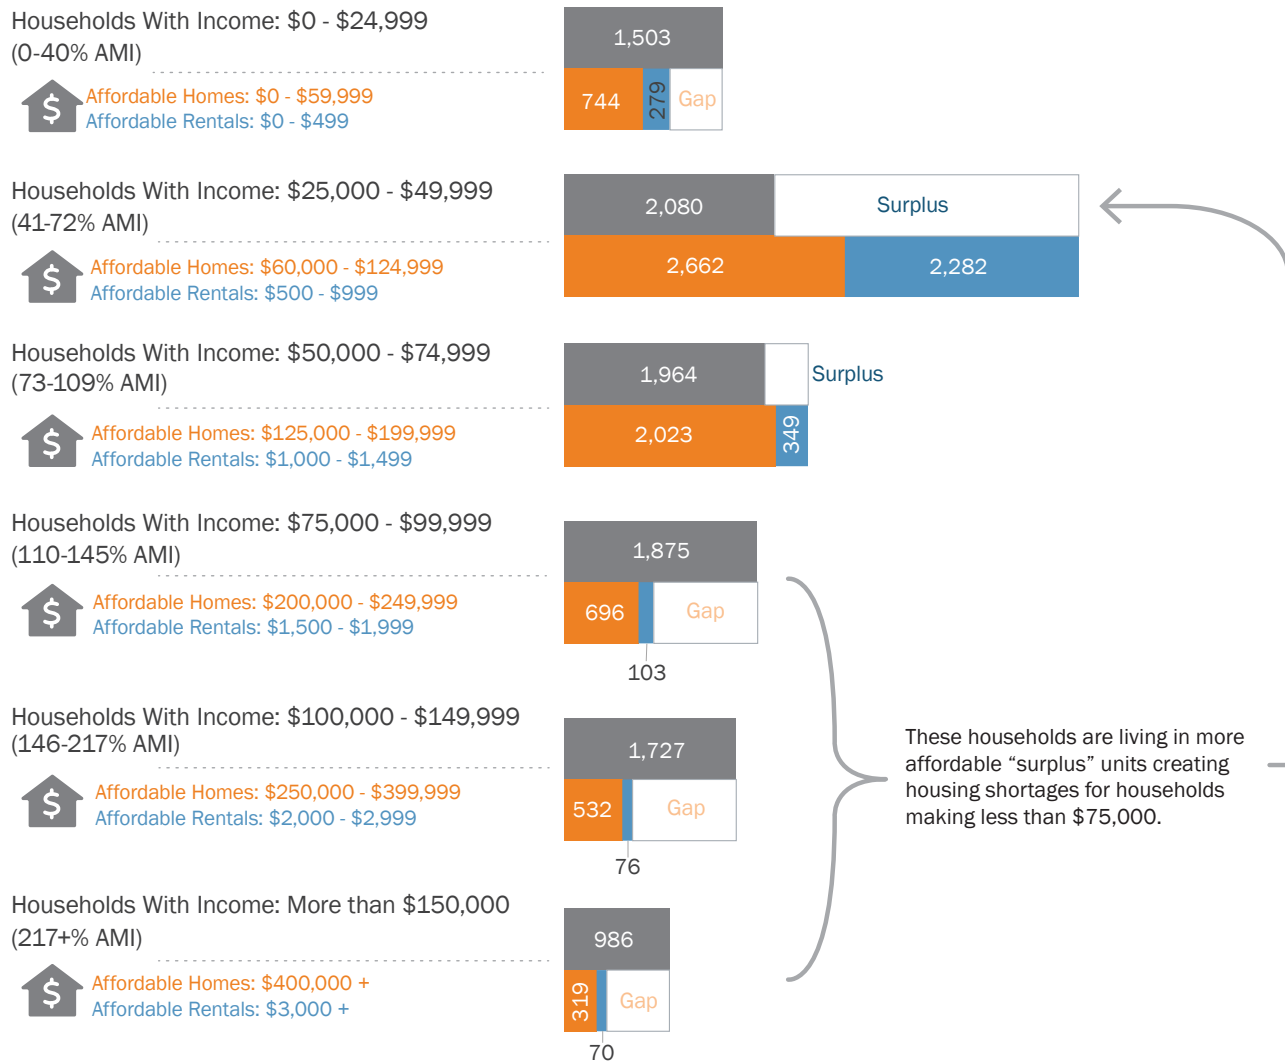 Households With Income: $0 - $24,999
(0-40% AMI)
Affordable Homes: $0 - $59,999
Affordable Rentals: $0 - $499
1,503
744
279
Gap
Households With Income: $25,000 - $49,999
(41-72% AMI)
Affordable Homes: $60,000 - $124,999
Affordable Rentals: $500 - $999
2,080
Surplus
2,662
2,282
Households With Income: $50,000 - $74,999
(73-109% AMI)
Affordable Homes: $125,000 - $199,999
Affordable Rentals: $1,000 - $1,499
1,964
Surplus
2,023
349
Households With Income: $75,000 - $99,999
(110-145% AMI)
Affordable Homes: $200,000 - $249,999
Affordable Rentals: $1,500 - $1,999
1,875
696
Gap
103
Households With Income: $100,000 - $149,999
(146-217% AMI)
Affordable Homes: $250,000 - $399,999
Affordable Rentals: $2,000 - $2,999
1,727
532
Gap
76
These households are living in more
affordable “surplus” units creating
housing shortages for households
making less than $75,000.
Households With Income: More than $150,000
(217+% AMI)
Affordable Homes: $400,000 +
Affordable Rentals: $3,000 +
986
319
Gap
70